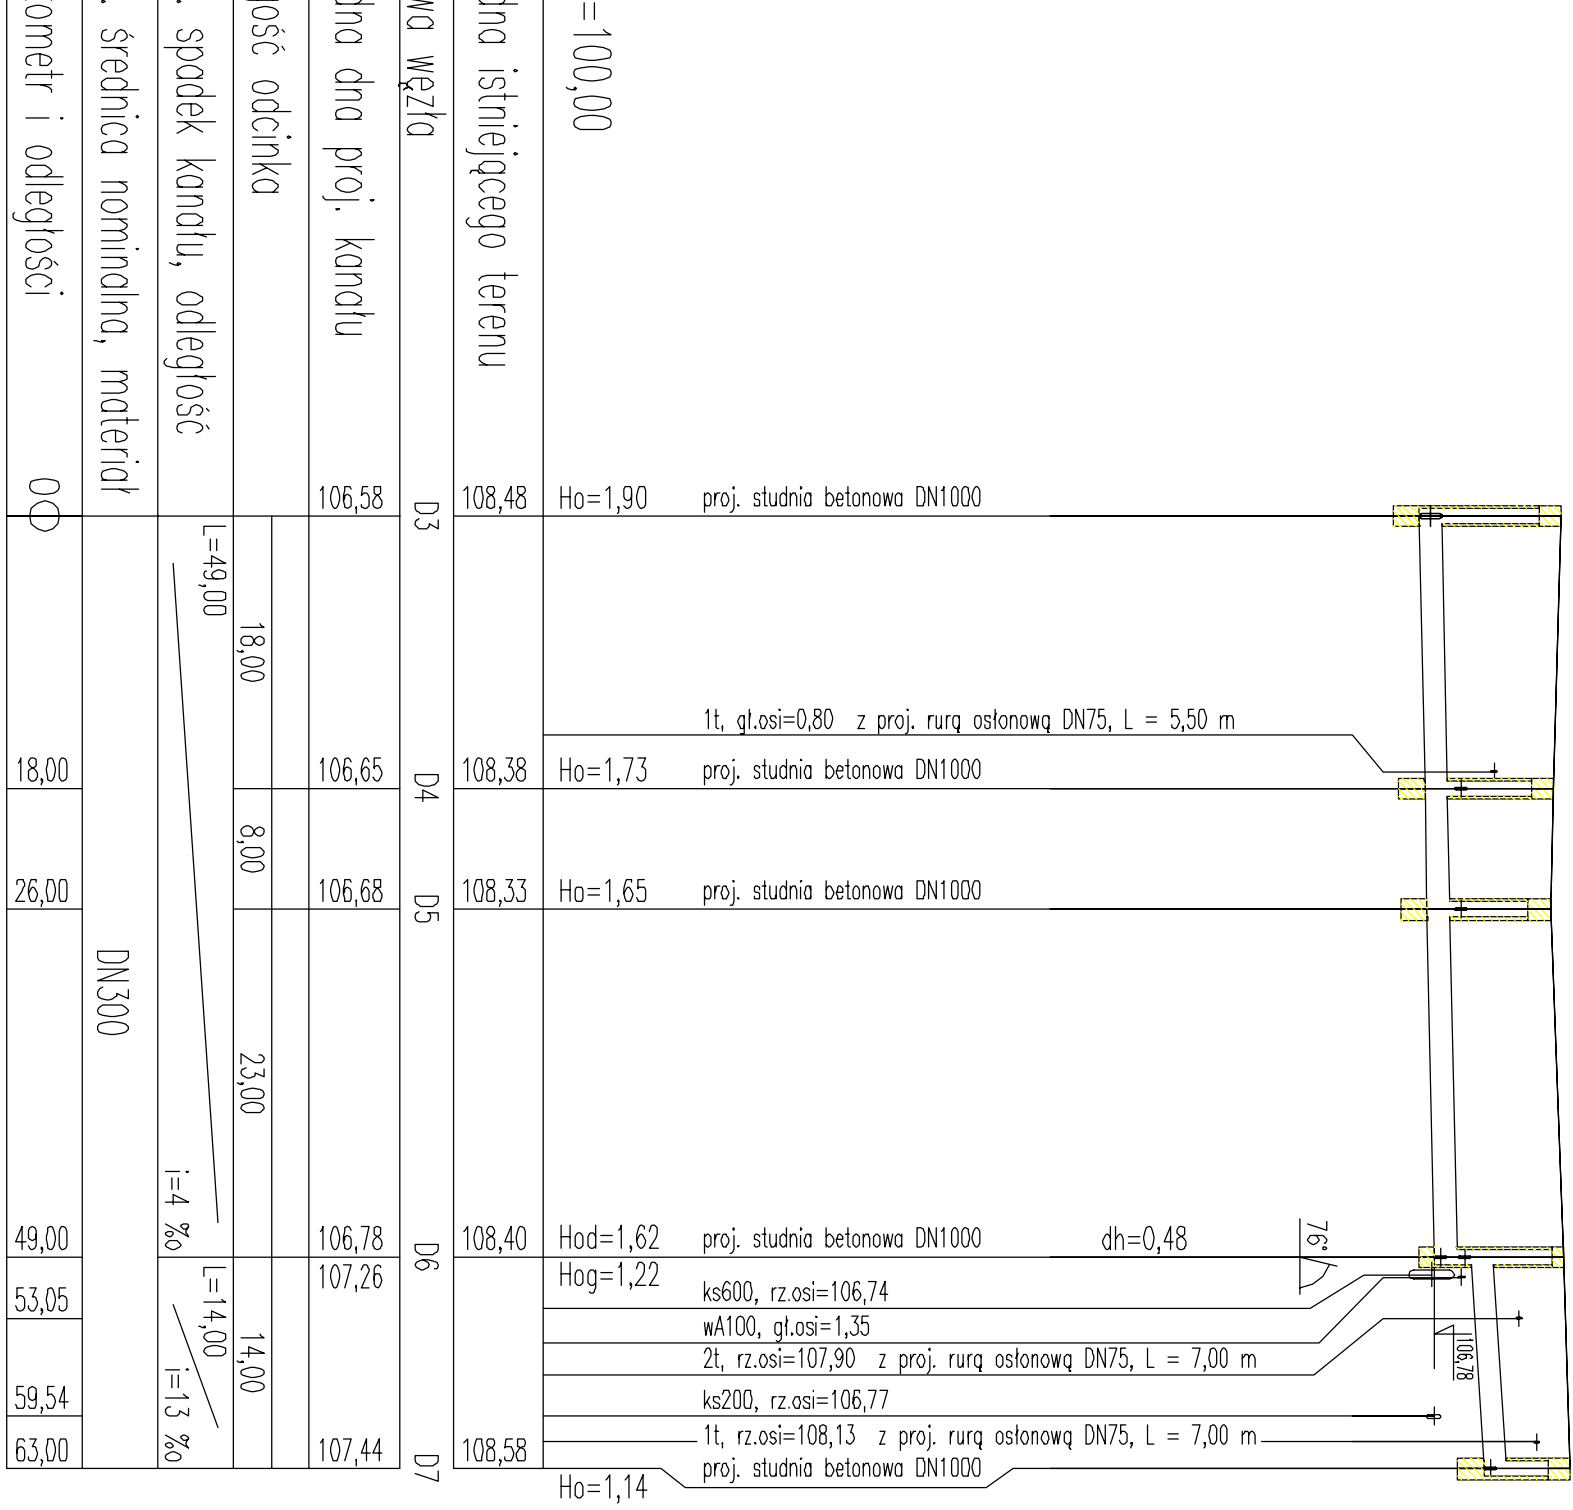 =100,00
dna istniejącego terenu
wa węzła
dna dna proj. kanału
gość odcinka
. spadek kanału, odległość
. średnica nominalna, materiał
tometr i odległości
106,58
D3
108,48
Ho=1,90
proj. studnia betonowa DN1000
L=49,00
18,00
1t, gł.osi=0,80 z proj. rurą osłonową DN75, L = 5,50 m
18,00
106,65
D4
108,38
Ho=1,73
proj. studnia betonowa DN1000
8,00
26,00
106,68
D5
108,33
Ho=1,65
proj. studnia betonowa DN1000
DN300
23,00
i=4 ‰
49,00
106,78
D6
108,40
Hod=1,62
proj. studnia betonowa DN1000
dh=0,48
76°
107,26
Hog=1,22
53,05
ks600, rz.osi=106,74
wA100, gł.osi=1,35
2t, rz.osi=107,90 z proj. rurą osłonową DN75, L = 7,00 m
106,78
L=14,00
14,00
i=13 ‰
59,54
ks200, rz.osi=106,77
1t, rz.osi=108,13 z proj. rurą osłonową DN75, L = 7,00 m
63,00
107,44
D7
108,58
proj. studnia betonowa DN1000
Ho=1,14